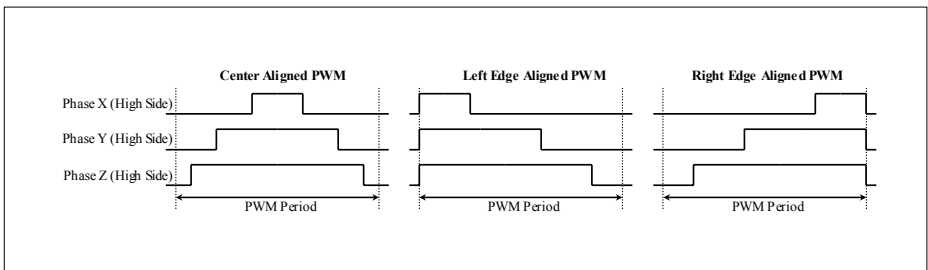 Center Aligned PWM
Left Edge Aligned PWM
Right Edge Aligned PWM
Phase X (High Side)
Phase Y (High Side)
Phase Z (High Side)
PWM Period
PWM Period
PWM Period